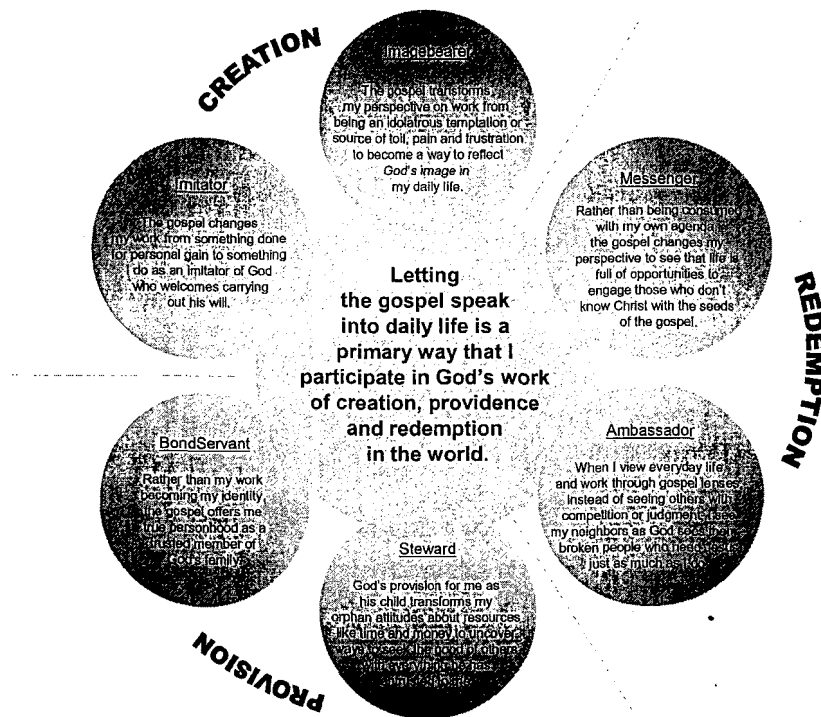 CREATION
Imagebearer
The gospel transforms
my perspective on work from
being an idolatrous temptation or
source of toil, pain and frustration
to become a way to reflect
God's image in
my daily life.
Imitator
The gospel changes
my work from something done
for personal gain to something
I do as an imitator of God
who welcomes carrying
out his will.
Messenger
Rather than being consumed
with my own agenda
the gospel changes my
perspective to see that life is
full of opportunities to
engage those who don't
know Christ with the seeds
of the gospel.
REDEMPTION
Letting
the gospel speak
into daily life is a
primary way that I
participate in God's work
of creation, providence
and redemption
in the world.
BondServant
Rather than my work
becoming my identity,
the gospel offers me
true personhood as a
trusted member of
God's family.
Ambassador
When I view everyday life
and work through gospel lenses
instead of seeing others with
competition or judgment, I see
my neighbors as God sees them
broken people who need
just as much as I do.
Steward
God's provision for me as
his child transforms my
orphan attitudes about resources
like time and money to uncover
ways to seek the good of others
with everything he has
PROVISION